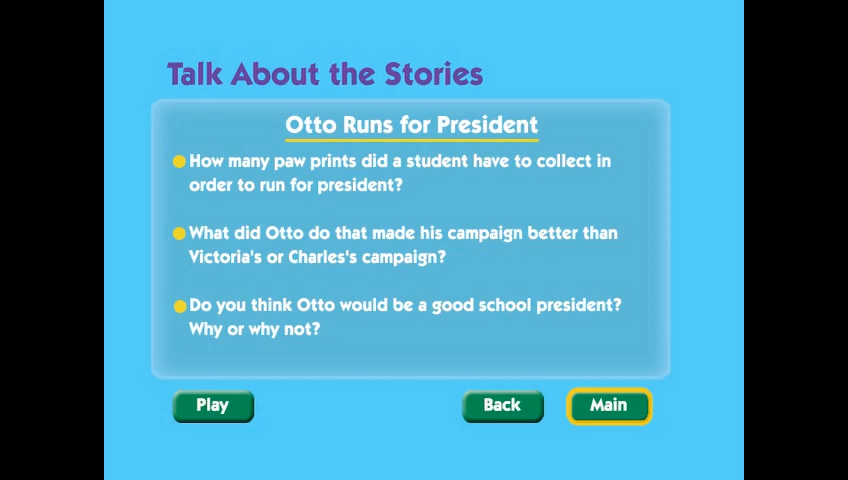 Talk About the Stories
Otto Runs for President
How many paw prints did a student have to collect in
order to run for president?
What did Otto do that made his campaign better than
Victoria's or Charles's campaign?
Do you think Otto would be a good school president?
Why or why not?
Play
Back
Main